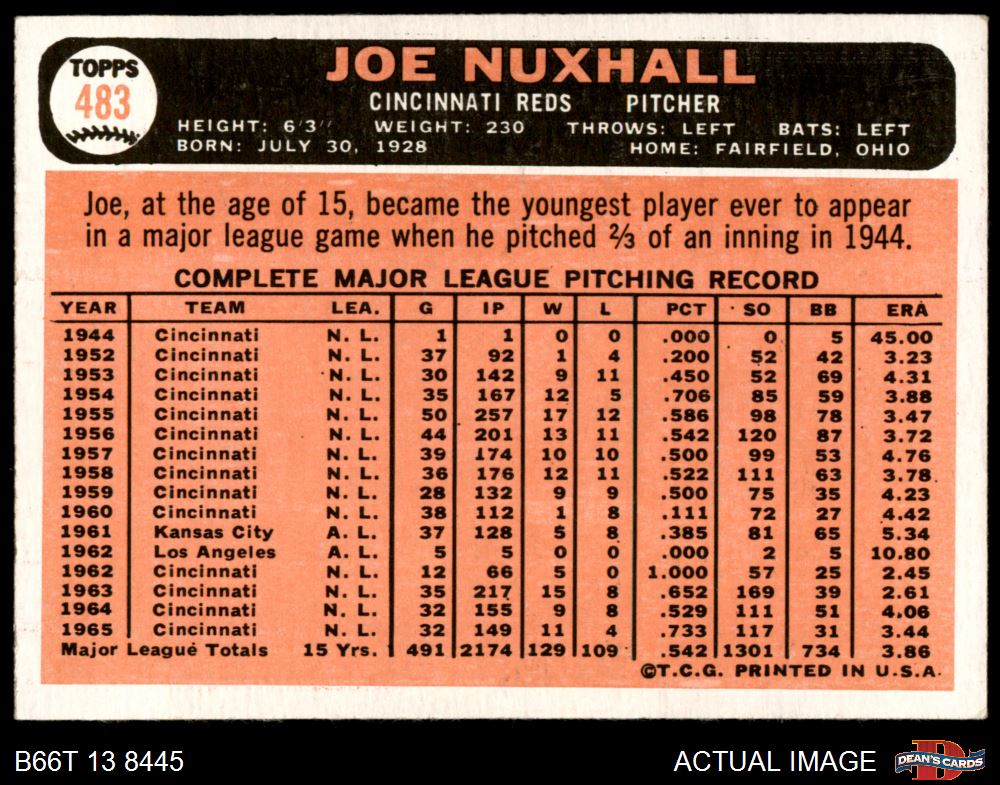 TOPPS
483
JOE NUXHALL
CINCINNATI REDS PITCHER
HEIGHT: 6'3" WEIGHT: 230 THROWS: LEFT BATS: LEFT
BORN: JULY 30, 1928 HOME: FAIRFIELD, OHIO
Joe, at the age of 15, became the youngest player ever to appear
in a major league game when he pitched ⅔ of an inning in 1944.
COMPLETE MAJOR LEAGUE PITCHING RECORD
YEAR TEAM LEA. G IP W L PCT SO BB ERA
1944 Cincinnati N. L. 1 1 0 0 .000 0 5 45.00
1952 Cincinnati N. L. 37 92 1 4 .200 52 42 3.23
1953 Cincinnati N. L. 30 142 9 11 .450 52 69 4.31
1954 Cincinnati N. L. 35 167 12 5 .706 85 59 3.88
1955 Cincinnati N. L. 50 257 17 12 .586 98 78 3.47
1956 Cincinnati N. L. 44 201 13 11 .542 120 87 3.72
1957 Cincinnati N. L. 39 174 10 10 .500 99 53 4.76
1958 Cincinnati N. L. 36 176 12 11 .522 111 63 3.78
1959 Cincinnati N. L. 28 132 9 9 .500 75 35 4.23
1960 Cincinnati N. L. 38 112 1 8 .111 72 27 4.42
1961 Kansas City A. L. 37 128 5 8 .385 81 65 5.34
1962 Los Angeles A. L. 5 5 0 0 .000 2 5 10.80
1962 Cincinnati N. L. 12 66 5 0 1.000 57 25 2.45
1963 Cincinnati N. L. 35 217 15 8 .652 169 39 2.61
1964 Cincinnati N. L. 32 155 9 8 .529 111 51 4.06
1965 Cincinnati N. L. 32 149 11 4 .733 117 31 3.44
Major League Totals 15 Yrs. 491 2174 129 109 .542 1301 734 3.86
©T.C.G. PRINTED IN U.S.A.
B66T 13 8445 ACTUAL IMAGE
D
DEAN'S CARDS
RED